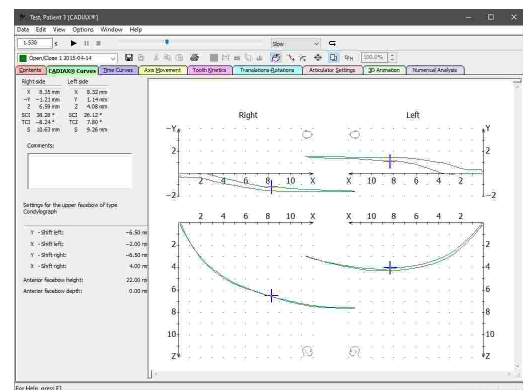 Test, Patient 3 [CADIAX®]
Data Edit View Options Window Help
1.530 s Slow
Open/Close 1 2015-04-14 100.0%
Contents CADIAX® Curves Time Curves Axis Movement Tooth Kinetics Translations-Rotations Articulator Settings 3D Animation Numerical Analysis
Right side Left side
X 8.35 mm X 8.32 mm
-Y -1.21 mm Y 1.14 mm
Z 6.59 mm Z 4.08 mm
SCI 38.28 ° SCI 26.12 °
TCI -8.24 ° TCI 7.80 °
S 10.63 mm S 9.26 mm
Comments:
Settings for the upper facebow of type
Condylograph
Y - Shift left: -6.50 m
X - Shift left: -2.00 m
Y - Shift right: -6.50 m
X - Shift right: 4.00 m
Anterior facebow height: 22.00 m
Anterior facebow depth: 0.00 m
Right Left
-Y Y
2 2
2 4 6 8 10 X X 10 8 6 4 2
-2 -2
2 4 6 8 10 X X 10 8 6 4 2
2 2
4 4
6 6
8 8
10 10
Z Z
For Help, press F1